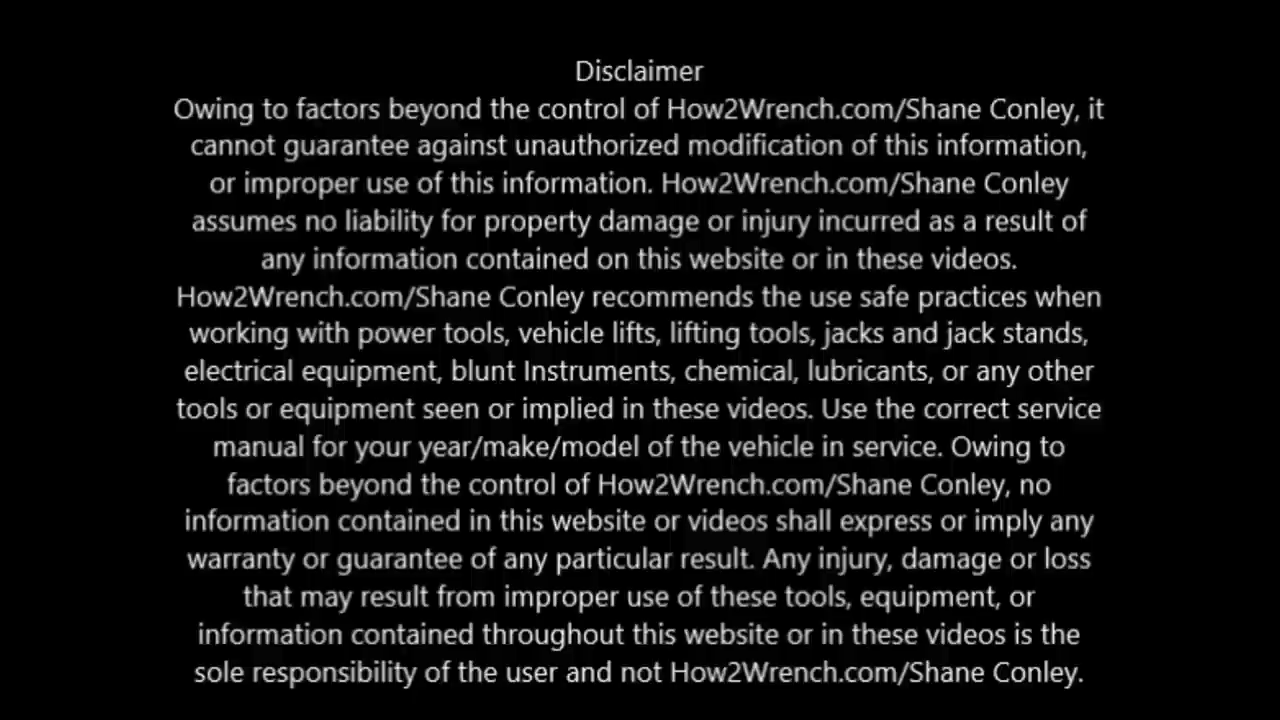 Disclaimer
Owing to factors beyond the control of How2Wrench.com/Shane Conley, it
cannot guarantee against unauthorized modification of this information,
or improper use of this information. How2Wrench.com/Shane Conley
assumes no liability for property damage or injury incurred as a result of
any information contained on this website or in these videos.
How2Wrench.com/Shane Conley recommends the use safe practices when
working with power tools, vehicle lifts, lifting tools, jacks and jack stands,
electrical equipment, blunt Instruments, chemical, lubricants, or any other
tools or equipment seen or implied in these videos. Use the correct service
manual for your year/make/model of the vehicle in service. Owing to
factors beyond the control of How2Wrench.com/Shane Conley, no
information contained in this website or videos shall express or imply any
warranty or guarantee of any particular result. Any injury, damage or loss
that may result from improper use of these tools, equipment, or
information contained throughout this website or in these videos is the
sole responsibility of the user and not How2Wrench.com/Shane Conley.